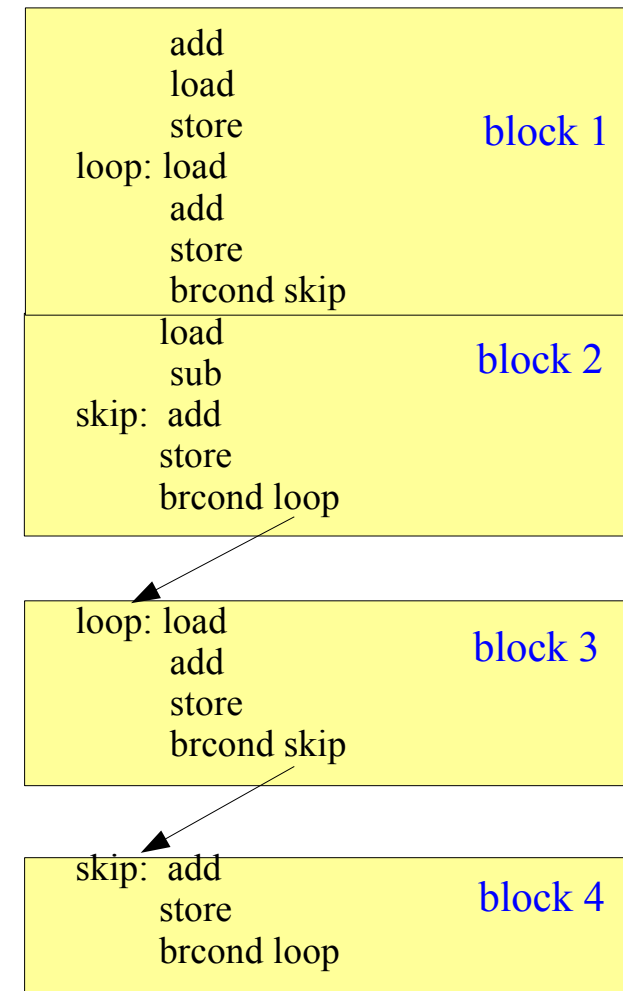 add
load
store
block 1
loop: load
add
store
brcond skip
load
block 2
sub
skip: add
store
brcond loop
loop: load
block 3
add
store
brcond skip
skip: add
block 4
store
brcond loop